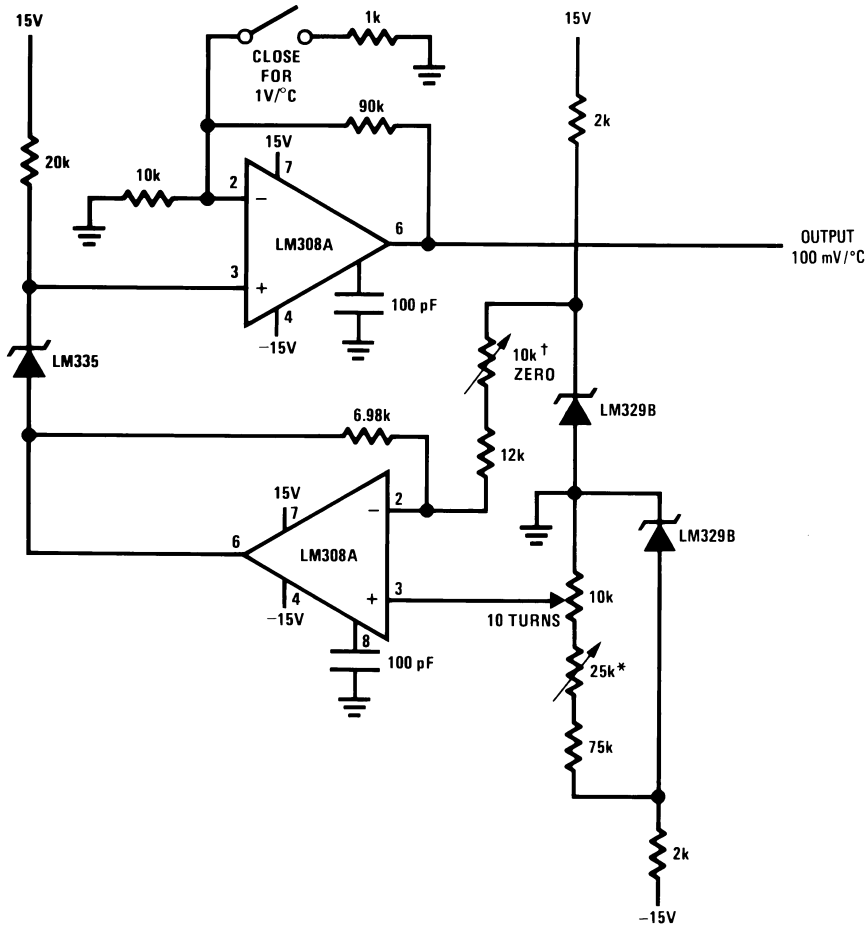 15V
1k
15V
CLOSE
FOR
1V/°C
90k
2k
15V
7
20k
10k
2
−
6
OUTPUT
100 mV/°C
LM308A
3
+
100 pF
4
−15V
10k†
ZERO
LM335
LM329B
6.98k
12k
15V
7
2
−
LM329B
6
LM308A
3
+
10k
10 TURNS
4
−15V
8
100 pF
25k*
75k
2k
−15V